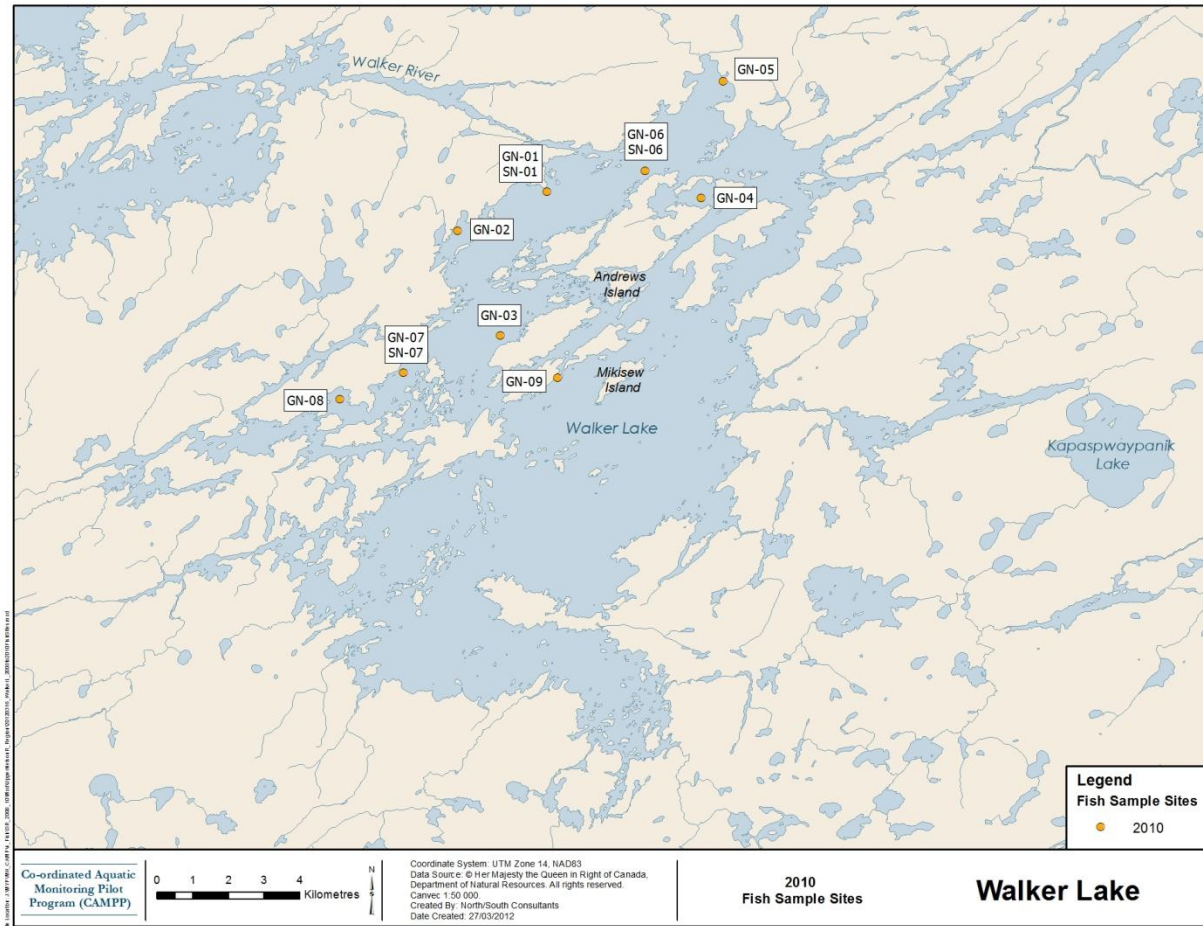 Walker River
GN-05
GN-06
SN-06
GN-01
SN-01
GN-04
GN-02
Andrews
Island
GN-03
GN-07
SN-07
Mikisew
Island
GN-09
GN-08
Walker Lake
Kapaspwaypanik
Lake
Legend
Fish Sample Sites
2010
Co-ordinated Aquatic
Monitoring Pilot
Program (CAMPP)
0 1 2 3 4
Kilometres
N
Coordinate System: UTM Zone 14, NAD83
Data Source: © Her Majesty the Queen in Right of Canada,
Department of Natural Resources. All rights reserved.
Canvec 1:50 000.
Created By: North/South Consultants
Date Created: 27/03/2012
2010
Fish Sample Sites
Walker Lake